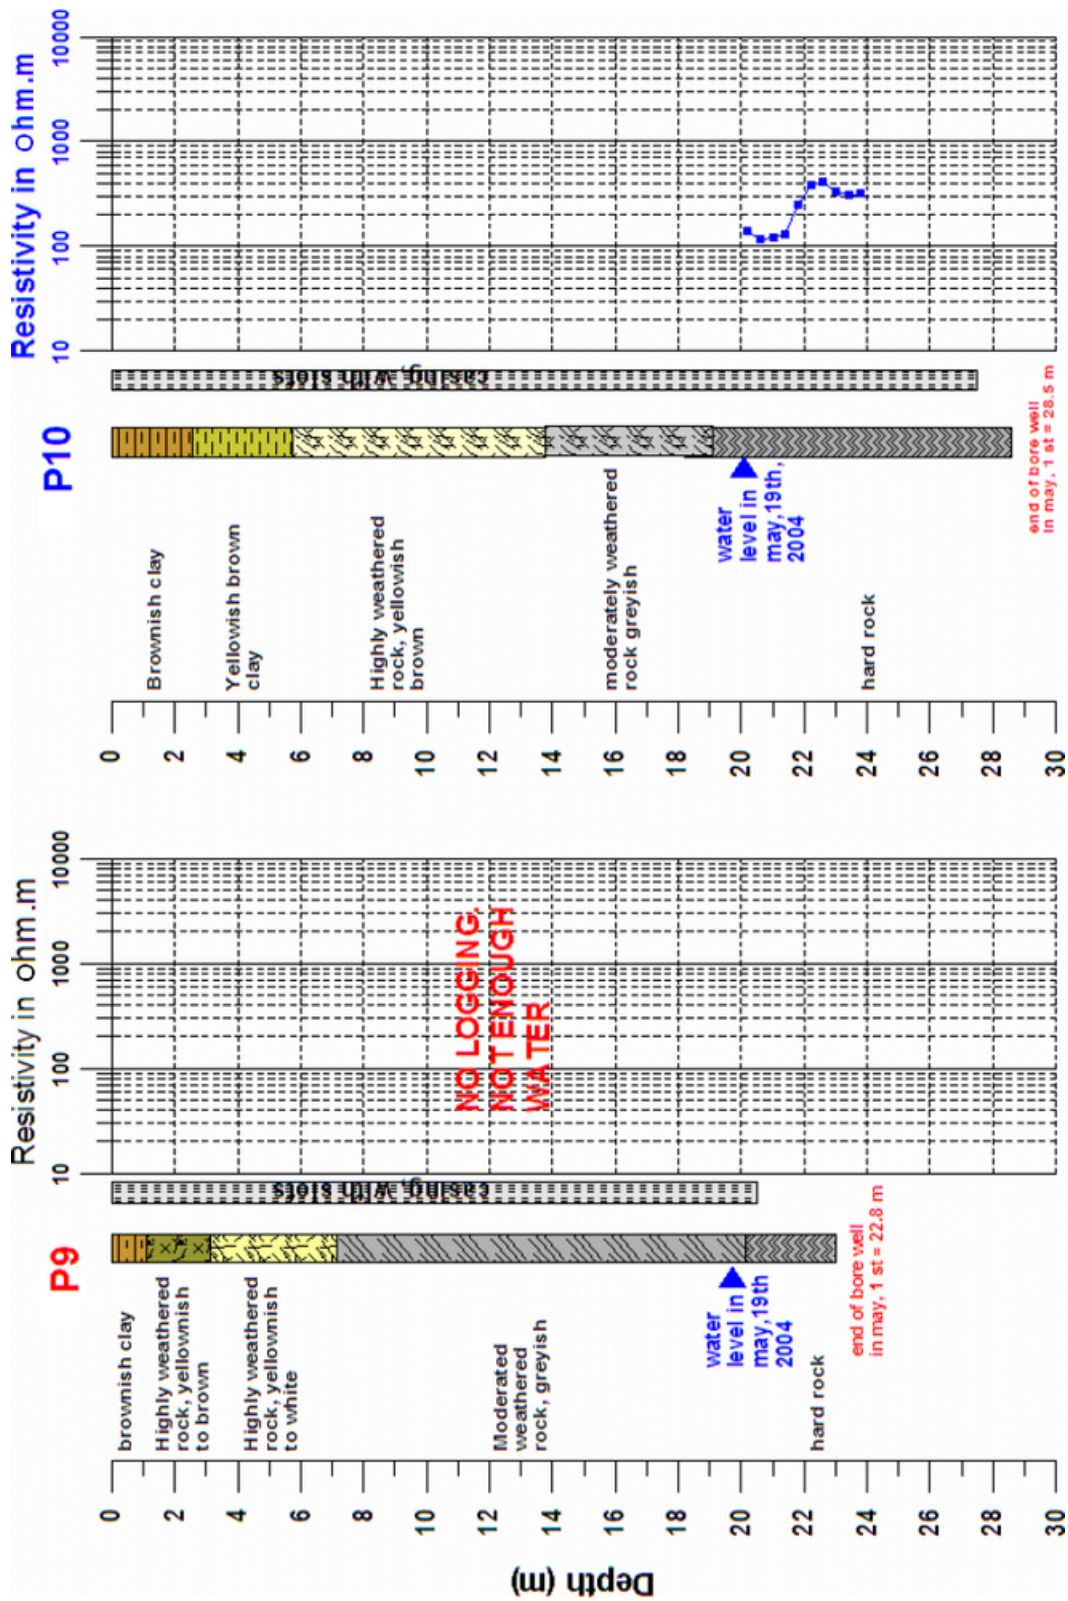 P9
Resistivity in ohm.m
10
100
1000
10000
Depth (m)
0
2
4
6
8
10
12
14
16
18
20
22
24
26
28
30
brownish clay
Highly weathered
rock, yellownish
to brown
Highly weathered
rock, yellownish
to white
Moderated
weathered
rock, greyish
water
level in
may,19th
2004
hard rock
end of bore well
in may, 1 st = 22.8 m
casing, with slots
NO LOGGING.
NOT ENOUGH
WATER
P10
Resistivity in ohm.m
10
100
1000
10000
0
2
4
6
8
10
12
14
16
18
20
22
24
26
28
30
Brownish clay
Yellowish brown
clay
Highly weathered
rock, yellowish
brown
moderately weathered
rock greyish
water
level in
may,19th,
2004
hard rock
end of bore well
in may, 1 st = 28.5 m
casing, with slots